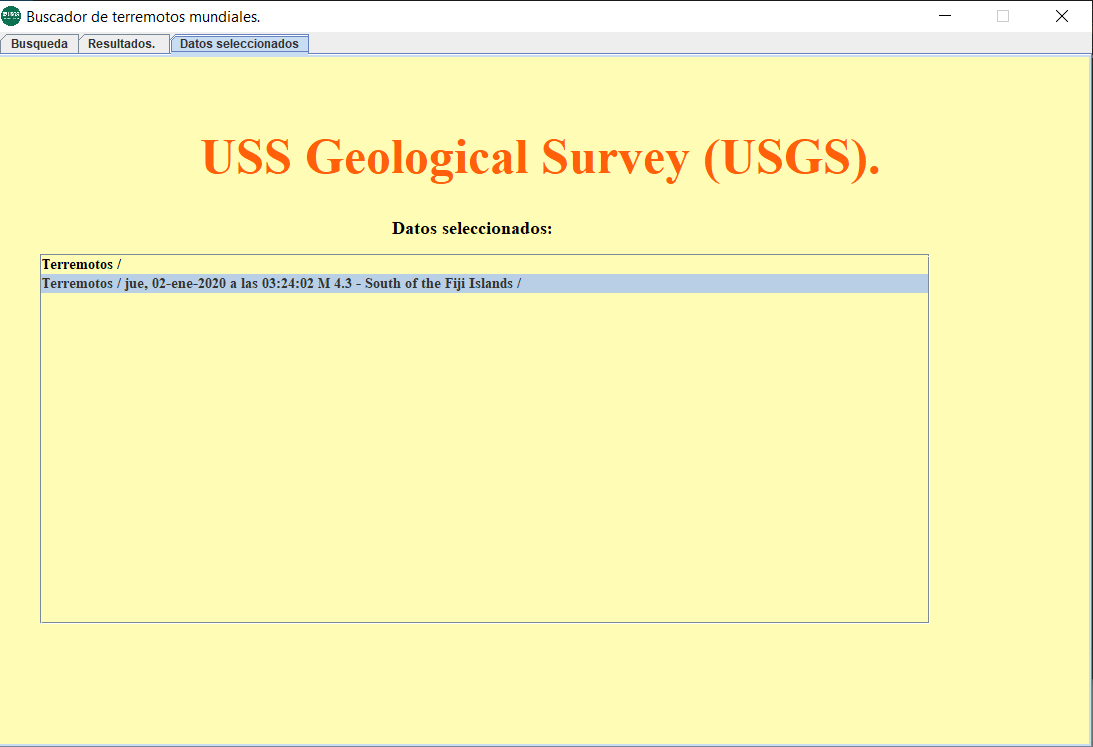 Buscador de terremotos mundiales.
Busqueda Resultados. Datos seleccionados
USS Geological Survey (USGS).
Datos seleccionados:
Terremotos /
Terremotos / jue, 02-ene-2020 a las 03:24:02 M 4.3 - South of the Fiji Islands /